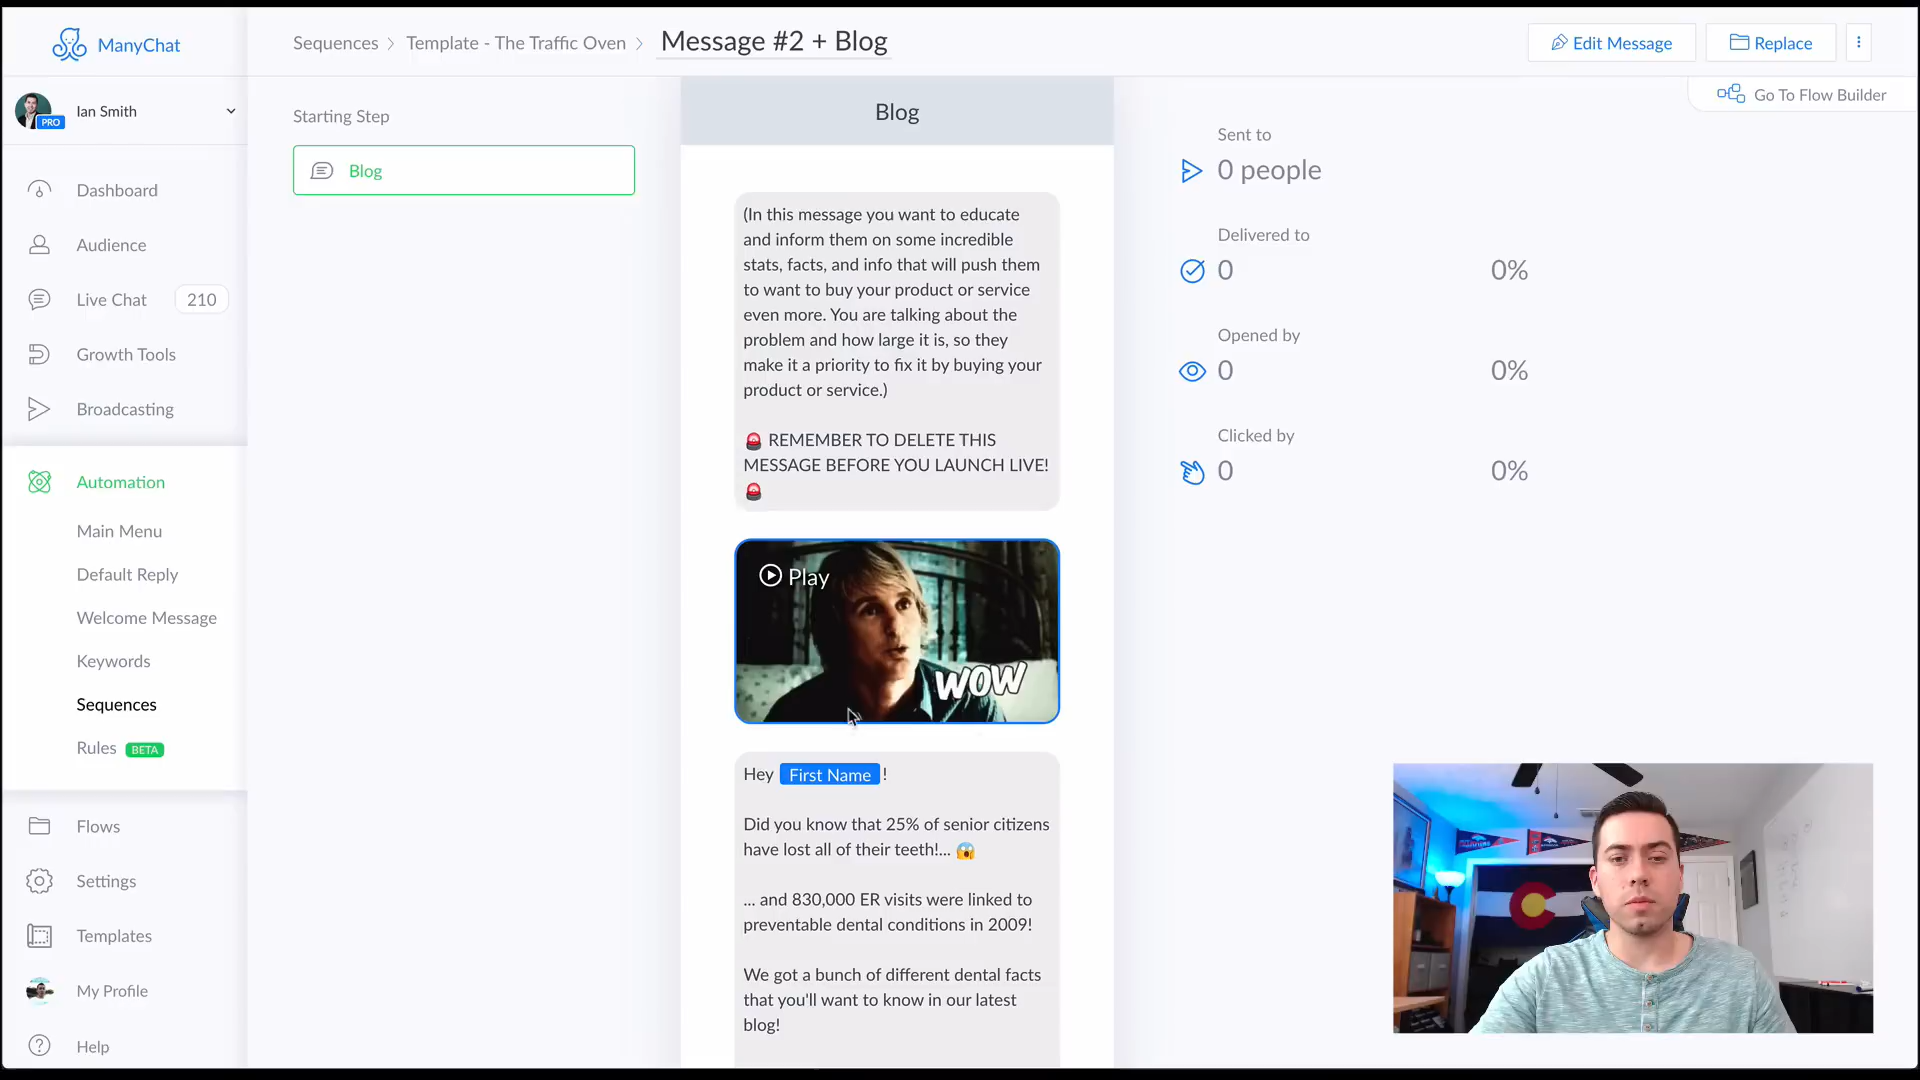 ManyChat
Sequences
Template - The Traffic Oven
Message #2 + Blog
Edit Message
Replace
Go To Flow Builder
PRO
Ian Smith
Dashboard
Audience
Live Chat 210
Growth Tools
Broadcasting
Automation
Main Menu
Default Reply
Welcome Message
Keywords
Sequences
Rules BETA
Flows
Settings
Templates
My Profile
Help
Starting Step
Blog
Blog
(In this message you want to educate
and inform them on some incredible
stats, facts, and info that will push them
to want to buy your product or service
even more. You are talking about the
problem and how large it is, so they
make it a priority to fix it by buying your
product or service.)
🚨 REMEMBER TO DELETE THIS
MESSAGE BEFORE YOU LAUNCH LIVE!
🚨
Play
WOW
Hey First Name !
Did you know that 25% of senior citizens
have lost all of their teeth!... 😱
... and 830,000 ER visits were linked to
preventable dental conditions in 2009!
We got a bunch of different dental facts
that you'll want to know in our latest
blog!
Sent to
0 people
Delivered to
0 0%
Opened by
0 0%
Clicked by
0 0%